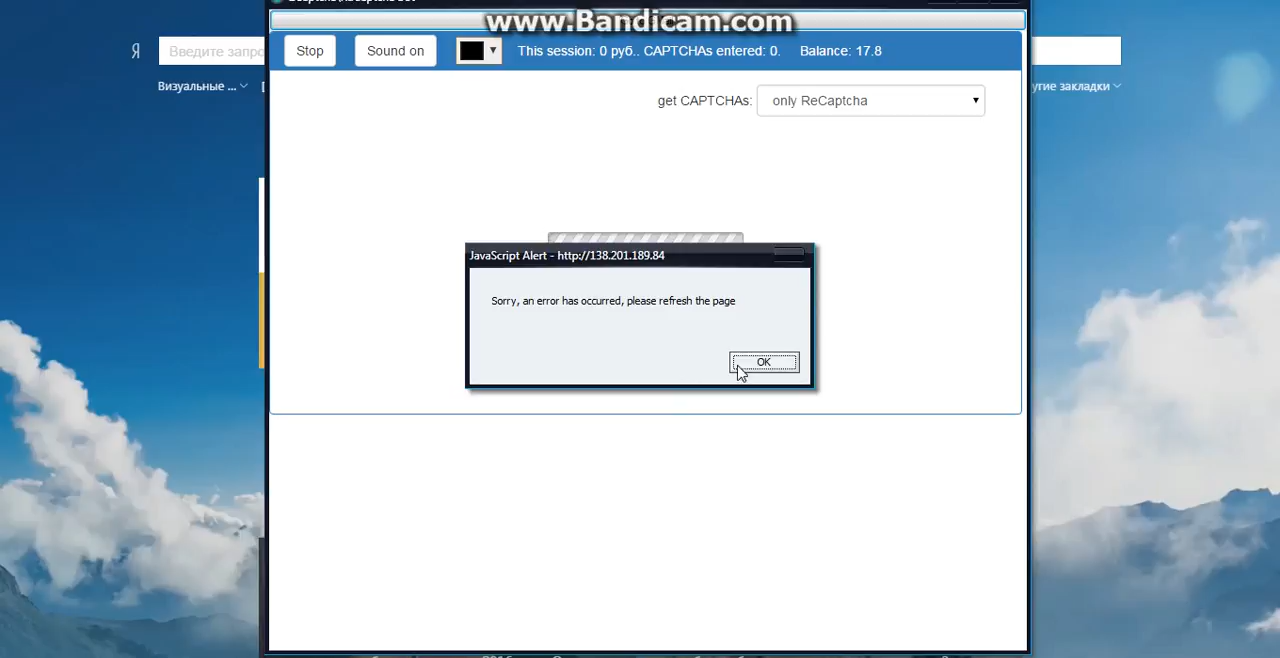 www.Bandicam.com
Я
Введите запро
Stop
Sound on
This session: 0 руб.. CAPTCHAs entered: 0.
Balance: 17.8
Визуальные ...
угие закладки
get CAPTCHAs:
only ReCaptcha
JavaScript Alert - http://138.201.189.84
Sorry, an error has occurred, please refresh the page
OK